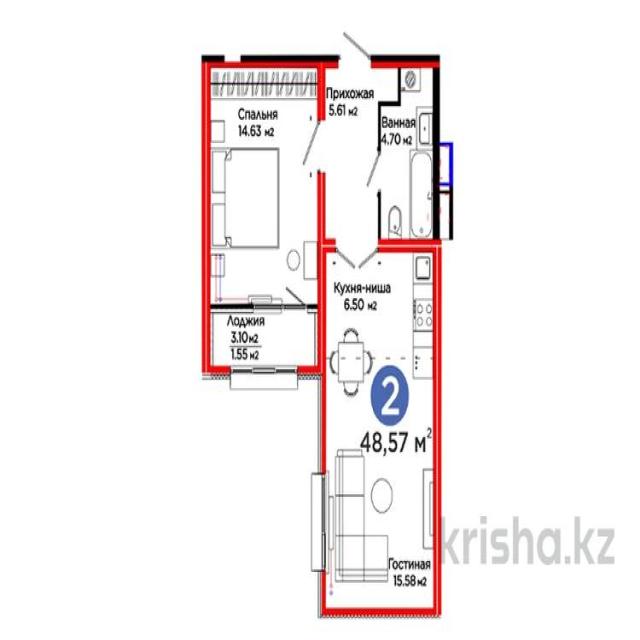 Прихожая
5.61 м2
Спальня
14.63 м2
Ванная
4.70 м2
Кухня-ниша
6.50 м2
Лоджия
3.10 м2
1.55 м2
2
48,57 м2
krisha.kz
Гостиная
15.58 м2